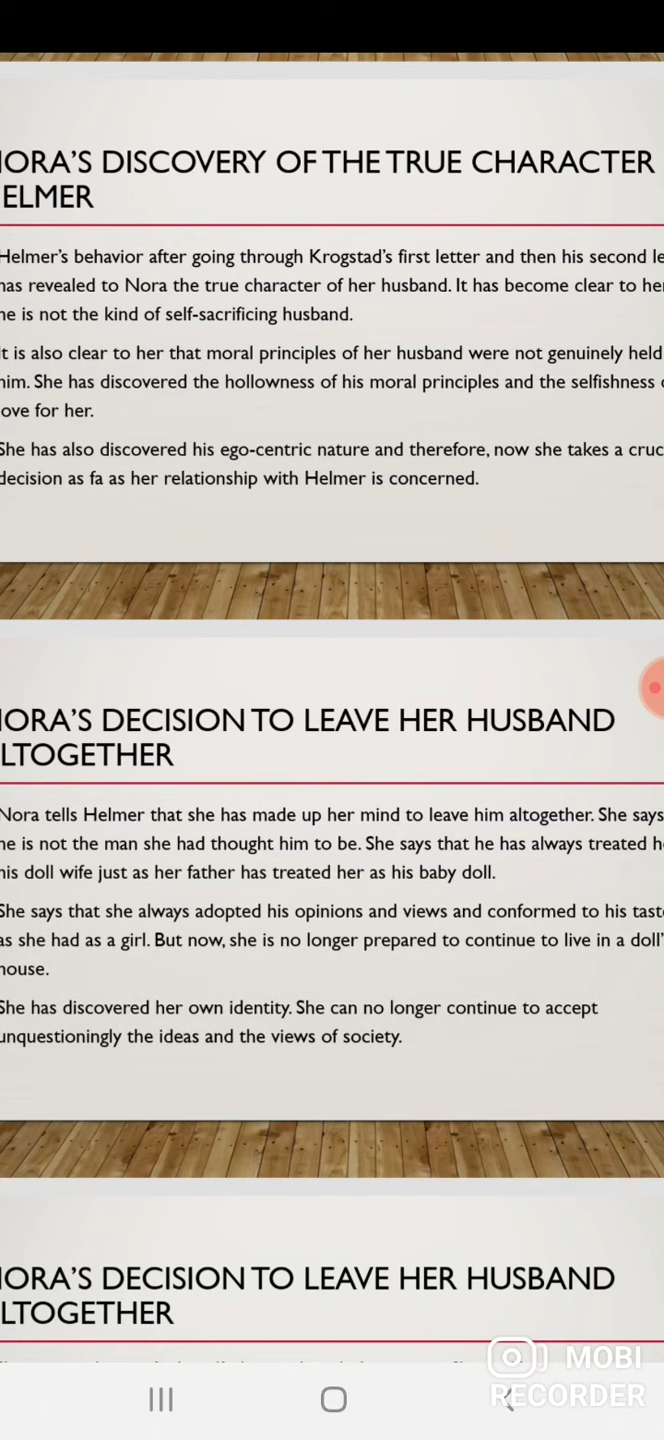 ORA'S DISCOVERY OF THE TRUE CHARACTER
ELMER
Helmer's behavior after going through Krogstad's first letter and then his second le
has revealed to Nora the true character of her husband. It has become clear to her
he is not the kind of self-sacrificing husband.
It is also clear to her that moral principles of her husband were not genuinely held
him. She has discovered the hollowness of his moral principles and the selfishness o
ove for her.
She has also discovered his ego-centric nature and therefore, now she takes a cruc
decision as fa as her relationship with Helmer is concerned.
ORA'S DECISION TO LEAVE HER HUSBAND
LTOGETHER
Nora tells Helmer that she has made up her mind to leave him altogether. She says
he is not the man she had thought him to be. She says that he has always treated he
his doll wife just as her father has treated her as his baby doll.
She says that she always adopted his opinions and views and conformed to his taste
as she had as a girl. But now, she is no longer prepared to continue to live in a doll'
house.
She has discovered her own identity. She can no longer continue to accept
unquestioningly the ideas and the views of society.
ORA'S DECISION TO LEAVE HER HUSBAND
LTOGETHER
MOBI
RECORDER